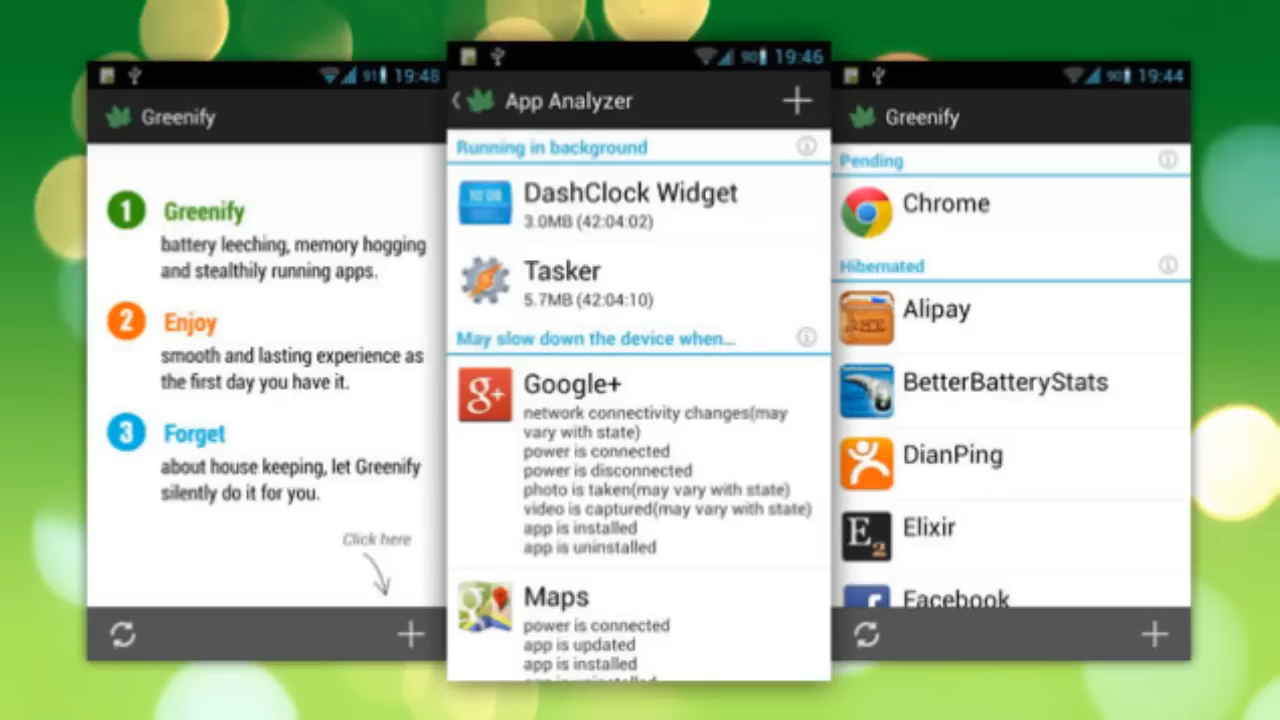 91 19:48
Greenify
1 Greenify
battery leeching, memory hogging
and stealthily running apps.
2 Enjoy
smooth and lasting experience as
the first day you have it.
3 Forget
about house keeping, let Greenify
silently do it for you.
Click here
90 19:46
App Analyzer
Running in background
DashClock Widget
3.0MB (42:04:02)
Tasker
5.7MB (42:04:10)
May slow down the device when...
Google+
network connectivity changes(may
vary with state)
power is connected
power is disconnected
photo is taken(may vary with state)
video is captured(may vary with state)
app is installed
app is uninstalled
Maps
power is connected
app is updated
app is installed
app is uninstalled
90 19:44
Greenify
Pending
Chrome
Hibernated
Alipay
BetterBatteryStats
DianPing
Elixir
Facebook